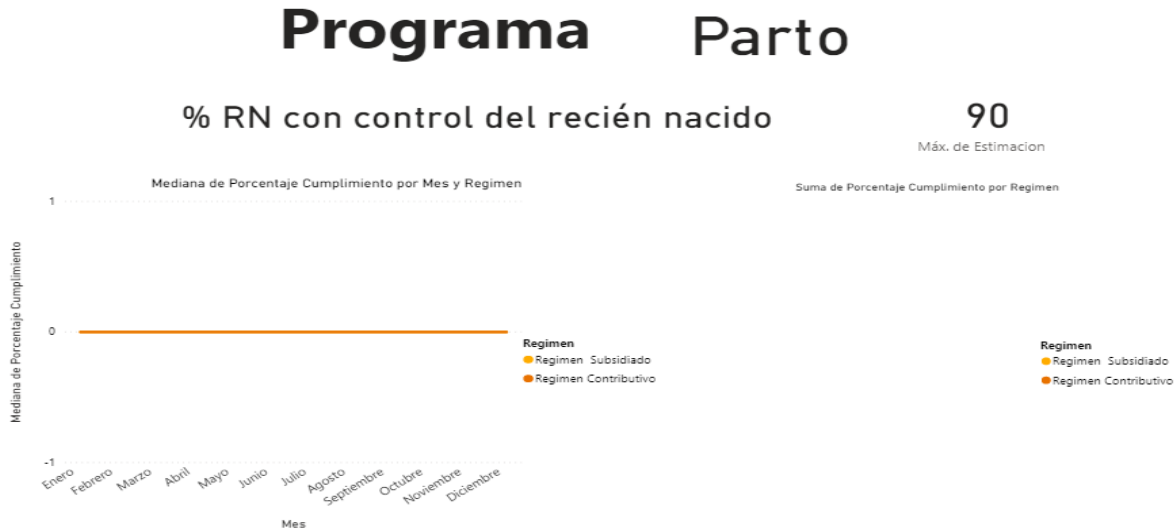 Programa Parto
% RN con control del recién nacido
90
Máx. de Estimacion
Mediana de Porcentaje Cumplimiento por Mes y Regimen
1
0
-1
Mediana de Porcentaje Cumplimiento
Enero
Febrero
Marzo
Abril
Mayo
Junio
Julio
Agosto
Septiembre
Octubre
Noviembre
Diciembre
Mes
Regimen
Regimen Subsidiado
Regimen Contributivo
Suma de Porcentaje Cumplimiento por Regimen
Regimen
Regimen Subsidiado
Regimen Contributivo